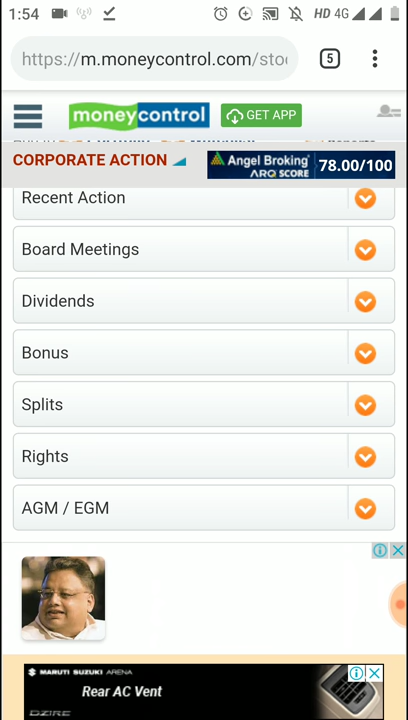 1:54
HD 4G
https://m.moneycontrol.com/sto
5
moneycontrol
GET APP
CORPORATE ACTION
Angel Broking
ARQ SCORE
78.00/100
Recent Action
Board Meetings
Dividends
Bonus
Splits
Rights
AGM / EGM
MARUTI SUZUKI ARENA
Rear AC Vent
DZIRE